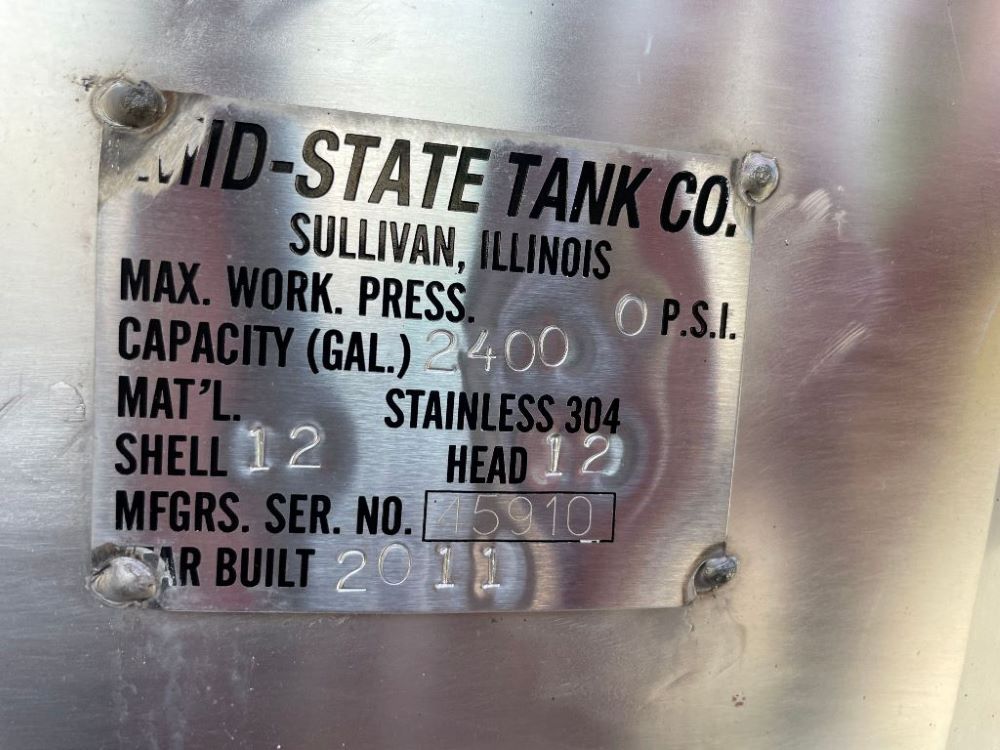 MID-STATE TANK CO.
SULLIVAN, ILLINOIS
MAX. WORK. PRESS. 0 P.S.I.
CAPACITY (GAL.) 2400
MAT'L. STAINLESS 304
SHELL 12 HEAD 12
MFGRS. SER. NO. 45910
YEAR BUILT 2011